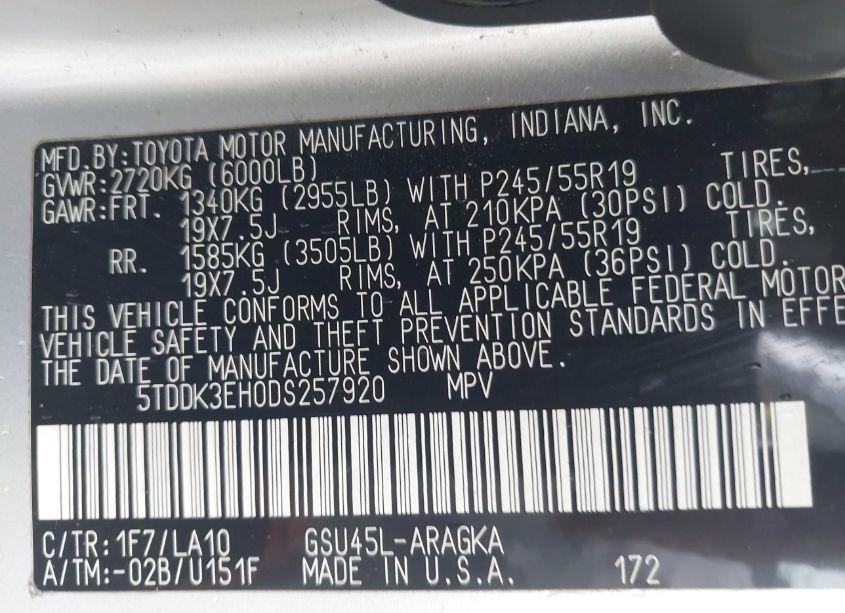 MFD.BY:TOYOTA MOTOR MANUFACTURING, INDIANA, INC.
GVWR:2720KG (6000LB)
GAWR:FRT. 1340KG (2955LB) WITH P245/55R19 TIRES,
19X7.5J RIMS, AT 210KPA (30PSI) COLD.
RR. 1585KG (3505LB) WITH P245/55R19 TIRES,
19X7.5J RIMS, AT 250KPA (36PSI) COLD.
THIS VEHICLE CONFORMS TO ALL APPLICABLE FEDERAL MOTOR
VEHICLE SAFETY AND THEFT PREVENTION STANDARDS IN EFFE
THE DATE OF MANUFACTURE SHOWN ABOVE.
5TDDK3EH0DS257920 MPV
C/TR:1F7/LA10 GSU45L-ARAGKA
A/TM:-02B/U151F MADE IN U.S.A. 172